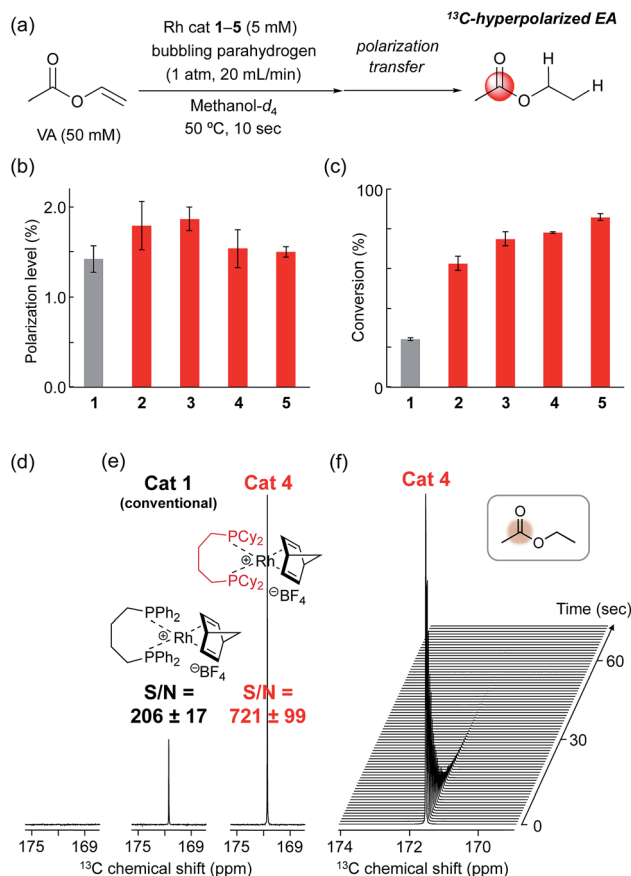 (a)
Rh cat 1–5 (5 mM)
bubbling parahydrogen
(1 atm, 20 mL/min)
Methanol-d4
50 ºC, 10 sec
polarization
transfer
13C-hyperpolarized EA
O
O
VA (50 mM)
O
O
H
H
(b)
Polarization level (%)
2.0
1.0
0.0
1 2 3 4 5
(c)
Conversion (%)
100
0
1 2 3 4 5
(d)
(e)
Cat 1
(conventional)
Cat 4
PCy2
Rh
PCy2
⊕
⊖BF4
PPh2
Rh
PPh2
⊕
⊖BF4
S/N =
206 ± 17
S/N =
721 ± 99
175 169
175 169
175 169
13C chemical shift (ppm)
(f)
Cat 4
O
O
Time (sec)
60
30
0
174 172 170
13C chemical shift (ppm)